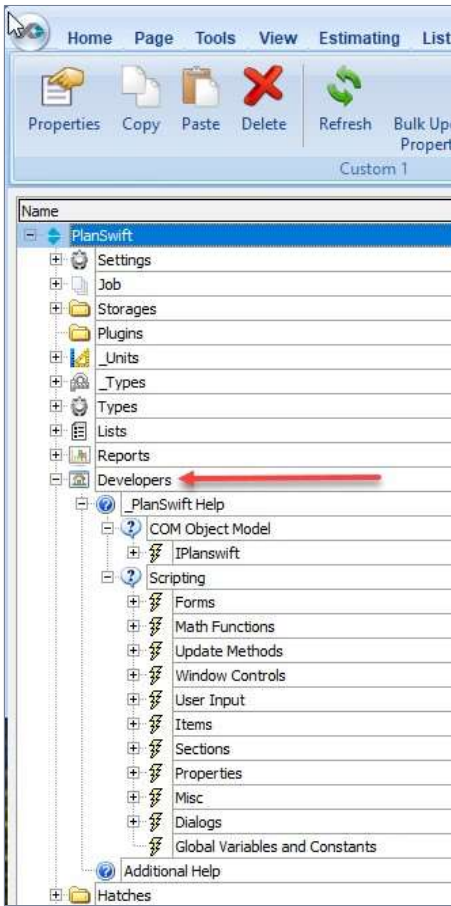 Home Page Tools View Estimating List
Properties Copy Paste Delete Refresh Bulk Up
Propert
Custom 1
Name
PlanSwift
Settings
Job
Storages
Plugins
_Units
_Types
Types
Lists
Reports
Developers
_PlanSwift Help
COM Object Model
IPlanswift
Scripting
Forms
Math Functions
Update Methods
Window Controls
User Input
Items
Sections
Properties
Misc
Dialogs
Global Variables and Constants
Additional Help
Hatches